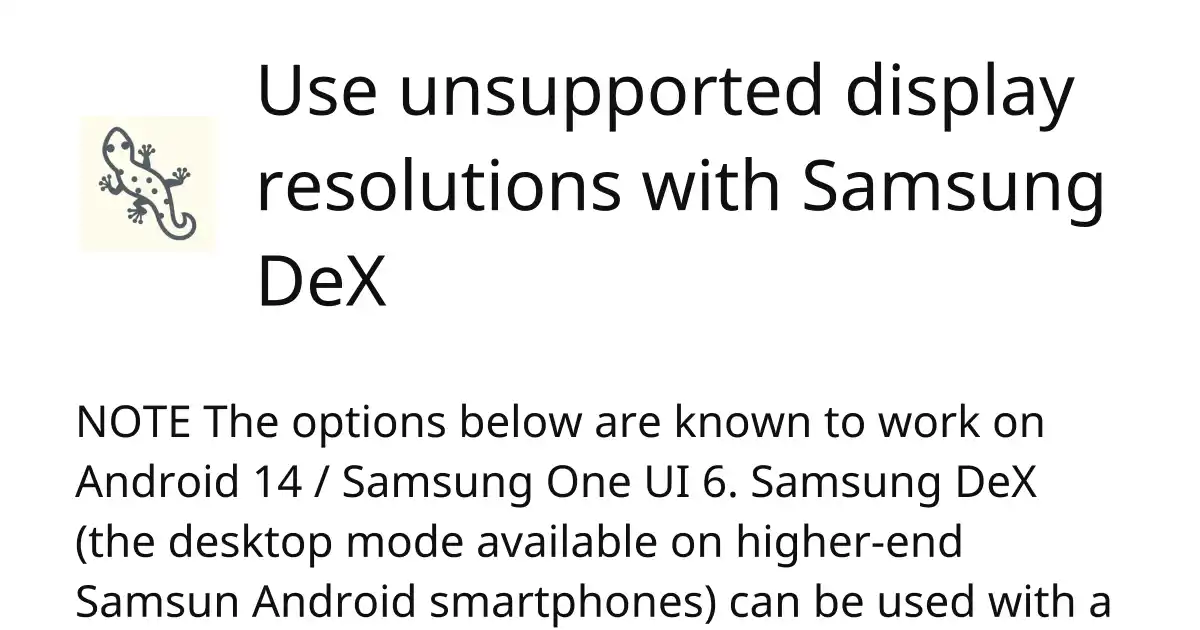 Use unsupported display
resolutions with Samsung
DeX
NOTE The options below are known to work on
Android 14 / Samsung One UI 6. Samsung DeX
(the desktop mode available on higher-end
Samsun Android smartphones) can be used with a